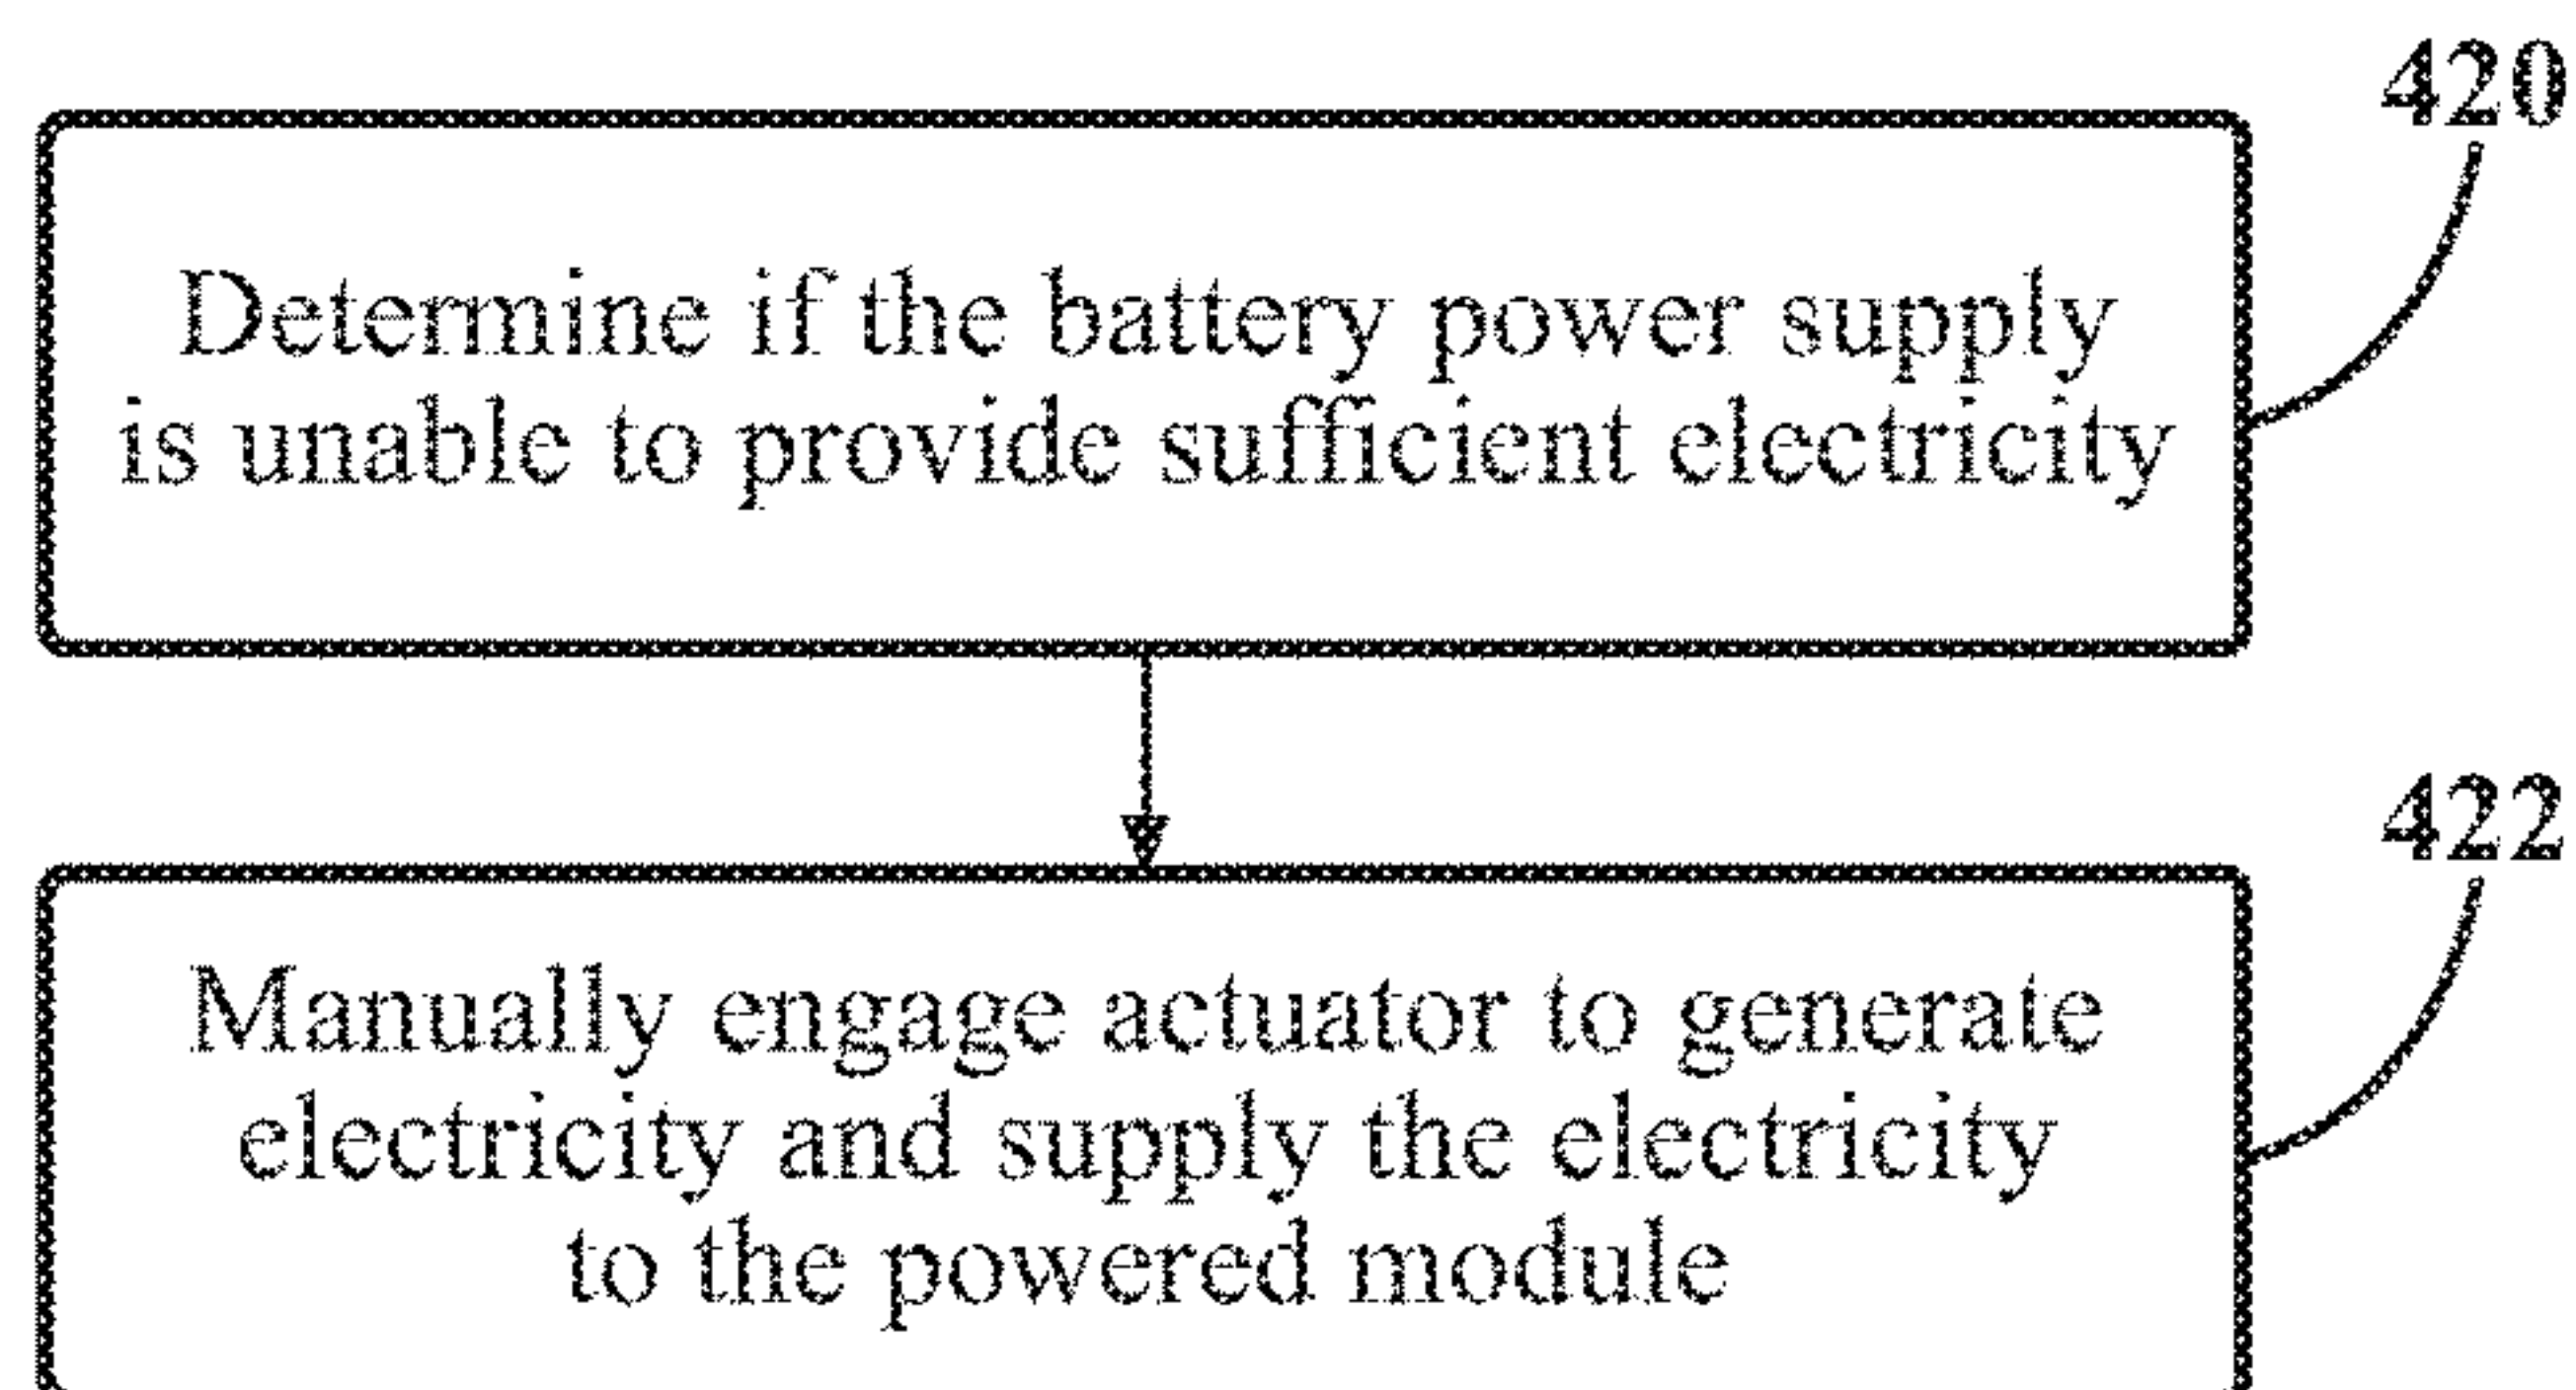 420
Determine if the battery power supply
is unable to provide sufficient electricity
422
Manually engage actuator to generate
electricity and supply the electricity
to the powered module